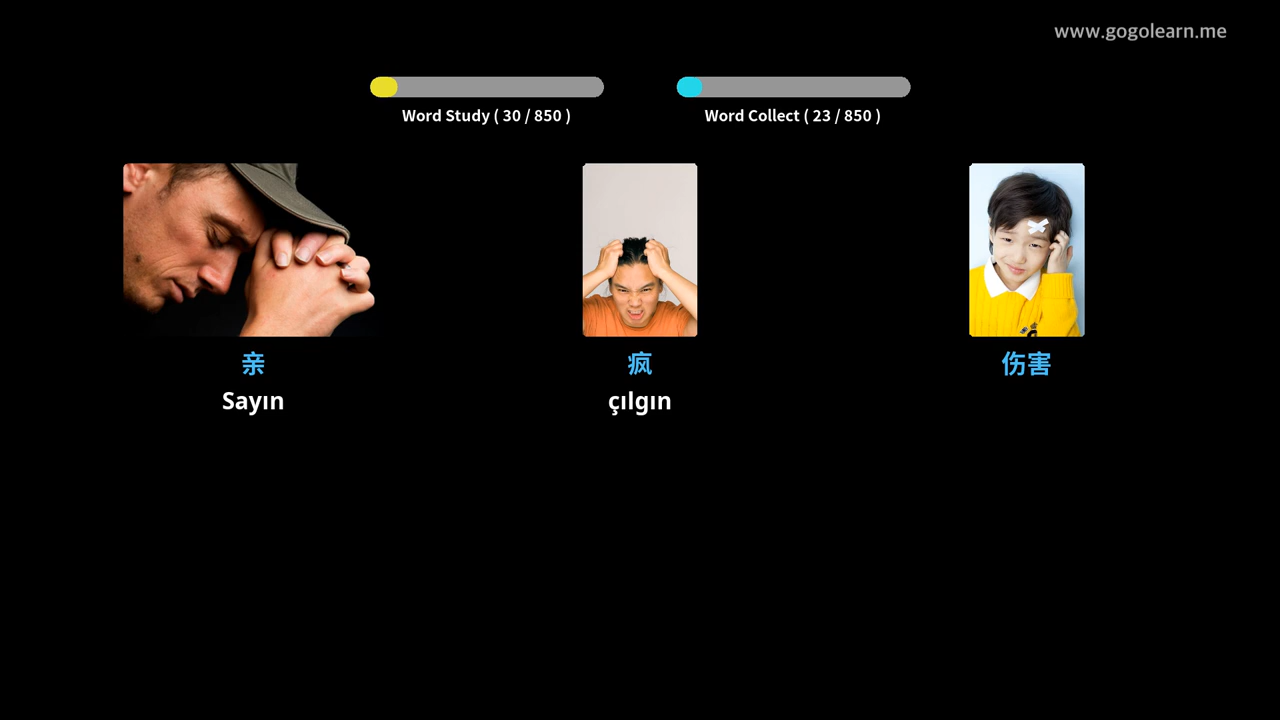 www.gogolearn.me
Word Study ( 30 / 850 )
Word Collect ( 23 / 850 )
亲
疯
伤害
Sayın
çılgın